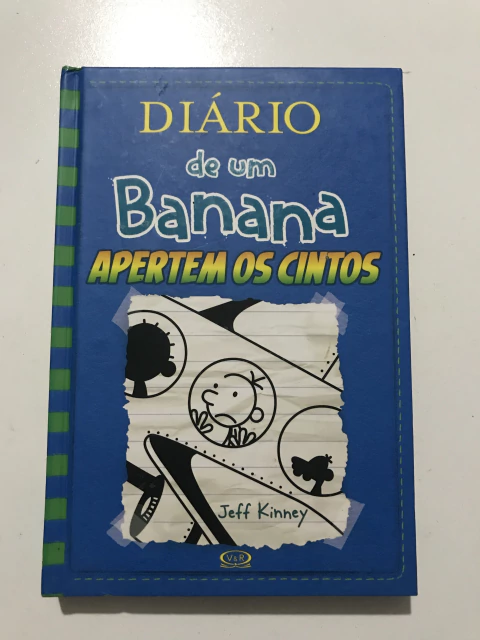 DIÁRIO
de um
Banana
APERTEM OS CINTOS
Jeff Kinney
V&R